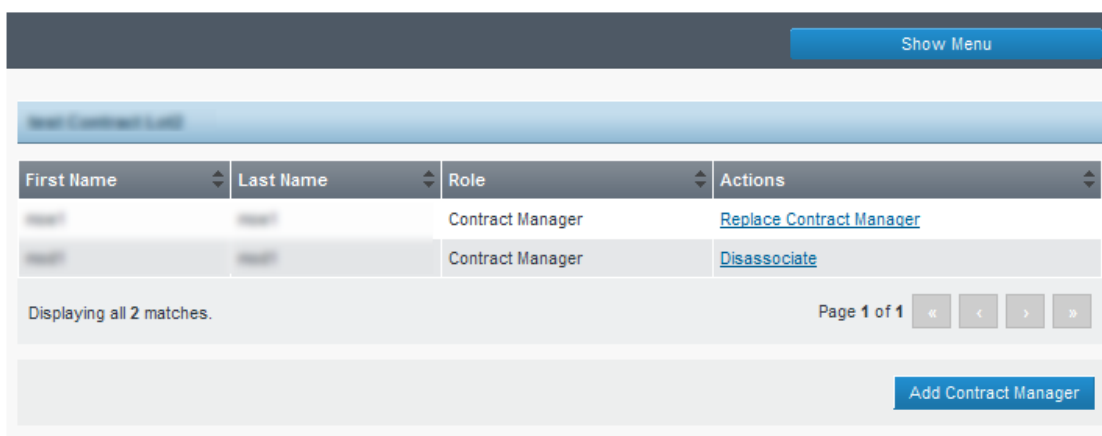 Show Menu
First Name Last Name Role Actions
Contract Manager Replace Contract Manager
Contract Manager Disassociate
Displaying all 2 matches. Page 1 of 1 « ‹ › »
Add Contract Manager